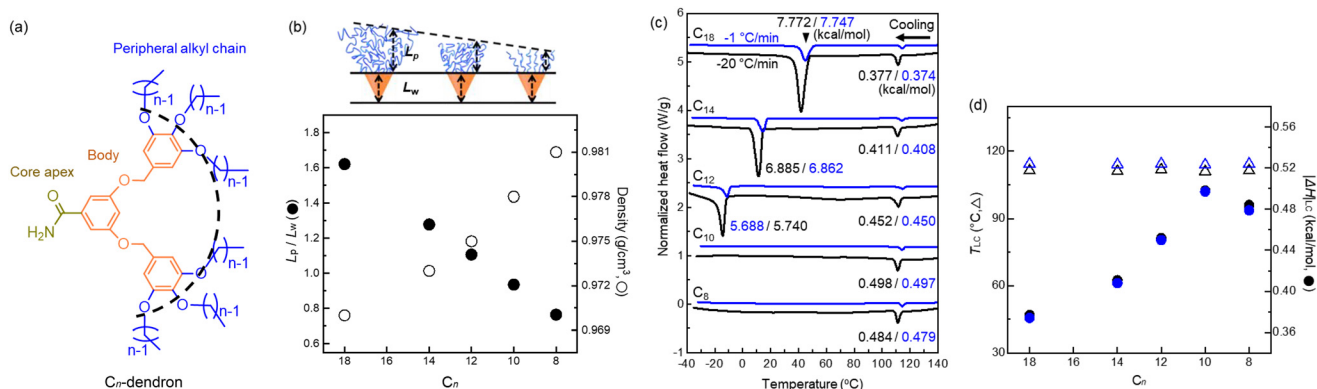 (a)
Peripheral alkyl chain
n-1
n-1
n-1
O
O
O
Body
Core apex
O
O
H2N
O
n-1
O
O
O
n-1
n-1
Cn-dendron
(b)
Lp
Lw
Lp / Lw (●)
1.8
1.6
1.4
1.2
1.0
0.8
0.6
18
16
14
12
10
8
Cn
0.981
0.978
0.975
0.972
0.969
Density (g/cm3, ○)
(c)
7.772 / 7.747
(kcal/mol)
Cooling
C18
-1 °C/min
-20 °C/min
0.377 / 0.374
(kcal/mol)
C14
0.411 / 0.408
6.885 / 6.862
C12
5.688 / 5.740
0.452 / 0.450
C10
0.498 / 0.497
C8
0.484 / 0.479
Normalized heat flow (W/g)
6
5
4
3
2
1
0
-1
-40
-20
0
20
40
60
80
100
120
140
Temperature (°C)
(d)
TLC (°C, △)
120
90
60
30
18
16
14
12
10
8
Cn
0.56
0.52
0.48
0.44
0.40
0.36
|ΔH|LC (kcal/mol, ●)